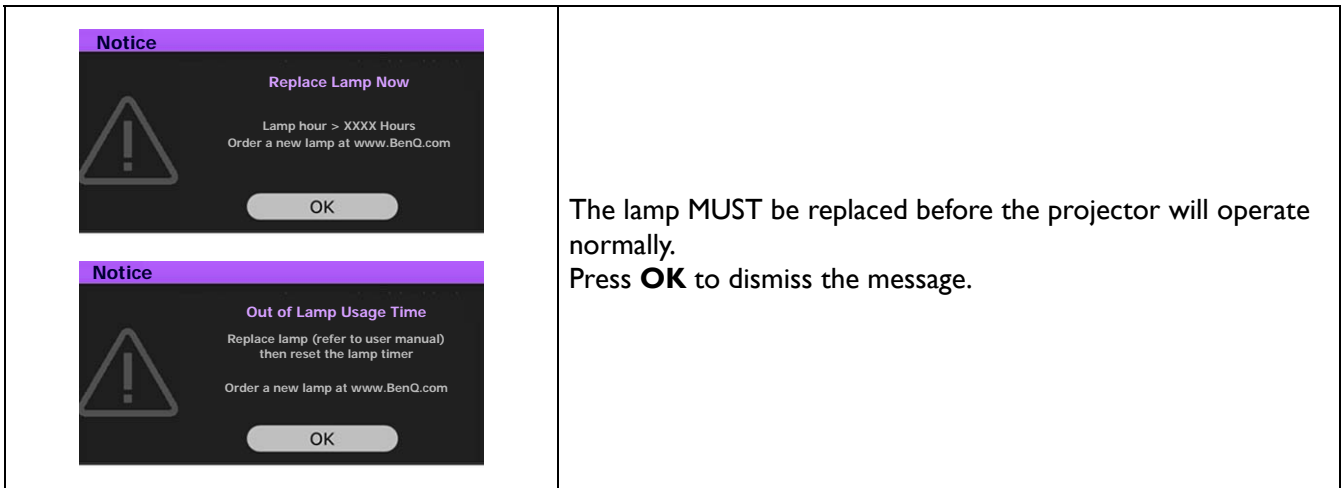 Notice
Replace Lamp Now
Lamp hour > XXXX Hours
Order a new lamp at www.BenQ.com
OK
Notice
Out of Lamp Usage Time
Replace lamp (refer to user manual)
then reset the lamp timer
Order a new lamp at www.BenQ.com
OK
The lamp MUST be replaced before the projector will operate
normally.
Press OK to dismiss the message.